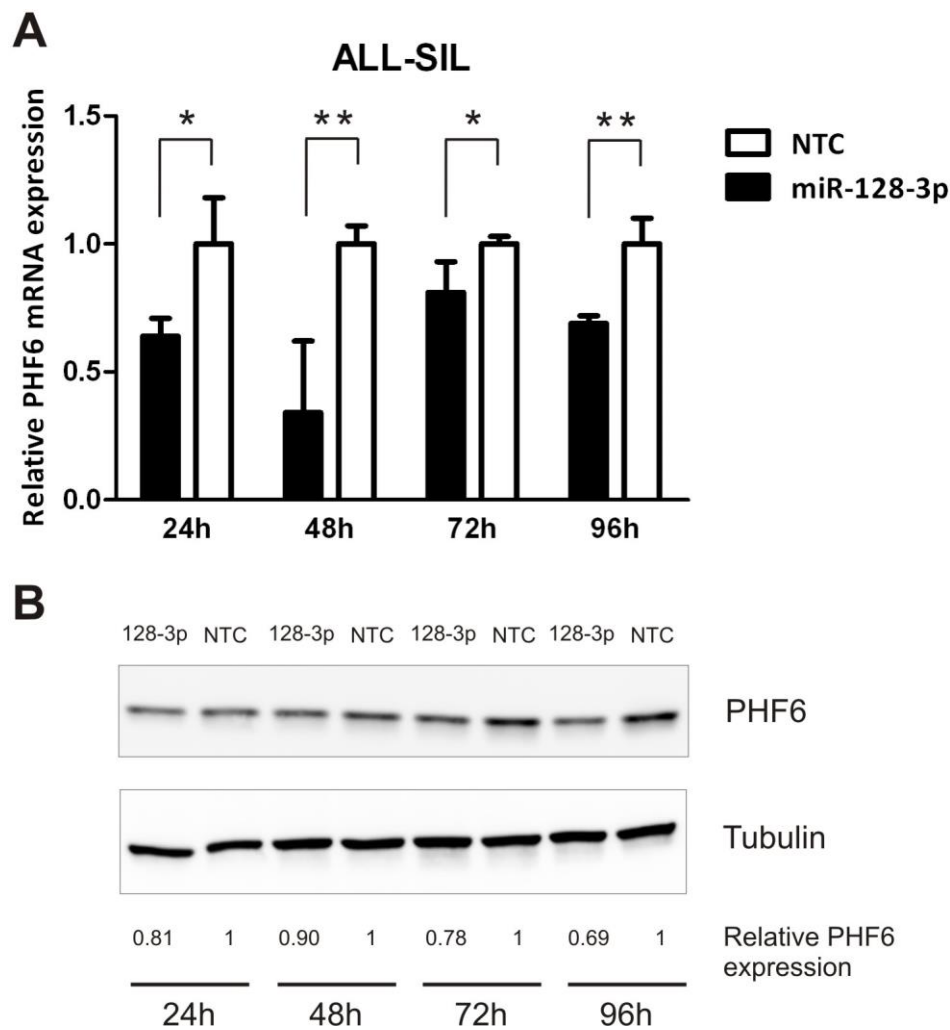 A
ALL-SIL
Relative PHF6 mRNA expression
1.5
1.0
0.5
0.0
* ** * **
NTC
miR-128-3p
24h 48h 72h 96h
B
128-3p NTC 128-3p NTC 128-3p NTC 128-3p NTC
PHF6
Tubulin
0.81 1 0.90 1 0.78 1 0.69 1
Relative PHF6
expression
24h 48h 72h 96h